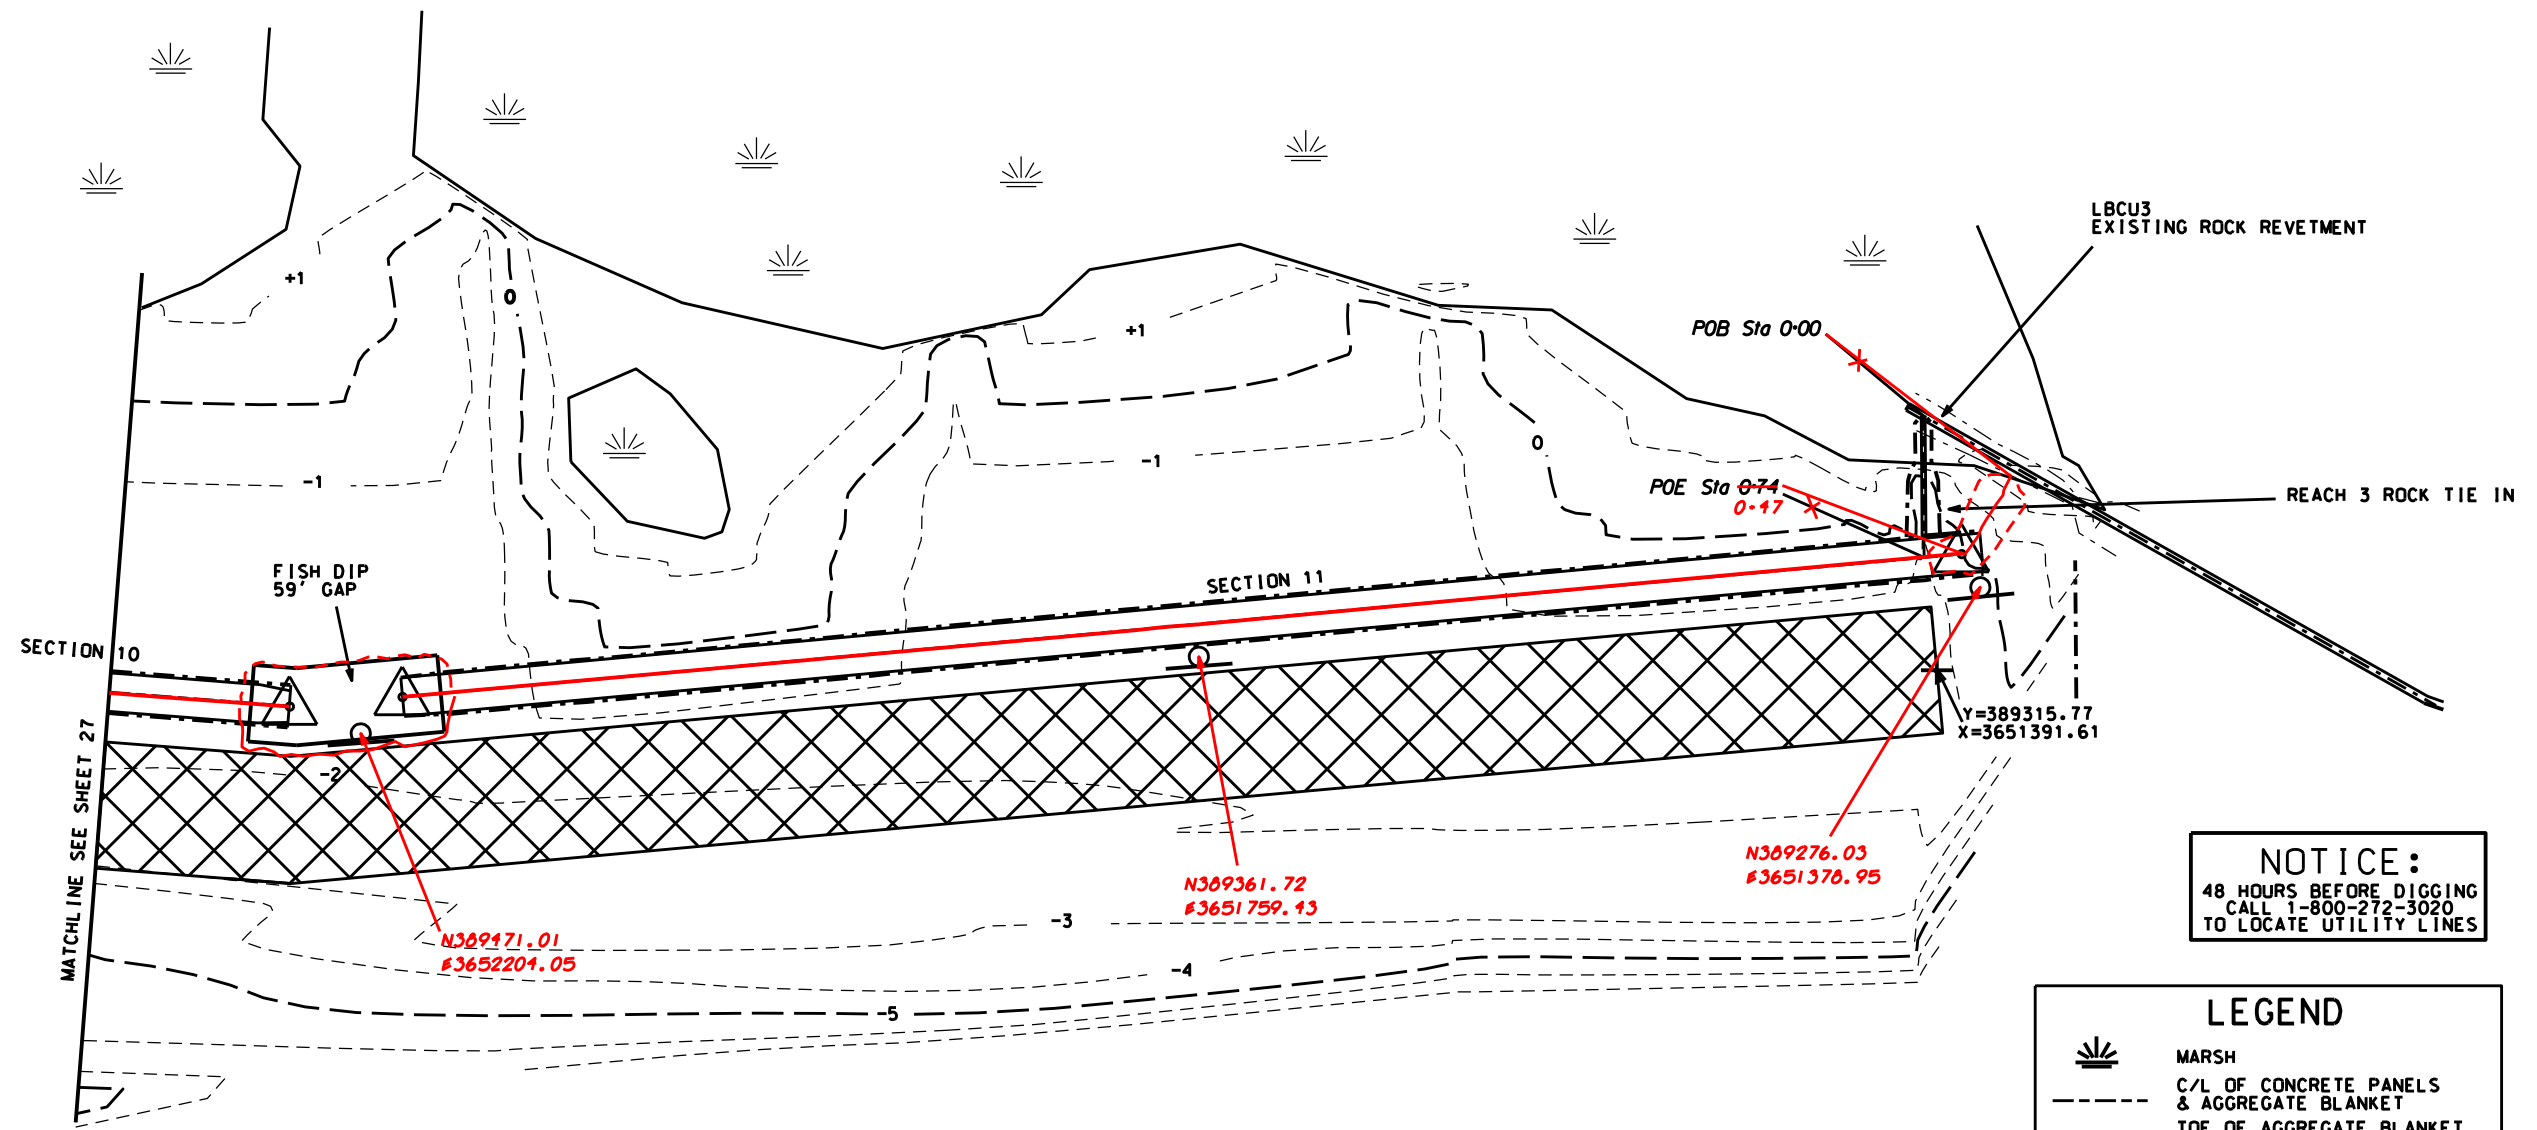 LBCU3
EXISTING ROCK REVETMENT
+1
0
+1
POB Sta 0+00
0
-1
-1
POE Sta 0+74
0+47
REACH 3 ROCK TIE IN
FISH DIP
59' GAP
SECTION 11
SECTION 10
MATCHLINE SEE SHEET 27
Y=389315.77
X=3651391.61
-2
N389276.03
E3651378.95
N389361.72
E3651759.43
N389471.01
E3652204.05
-3
-4
-5
NOTICE:
48 HOURS BEFORE DIGGING
CALL 1-800-272-3020
TO LOCATE UTILITY LINES
LEGEND
MARSH
C/L OF CONCRETE PANELS
& AGGREGATE BLANKET
TOE OF AGGREGATE BLANKET